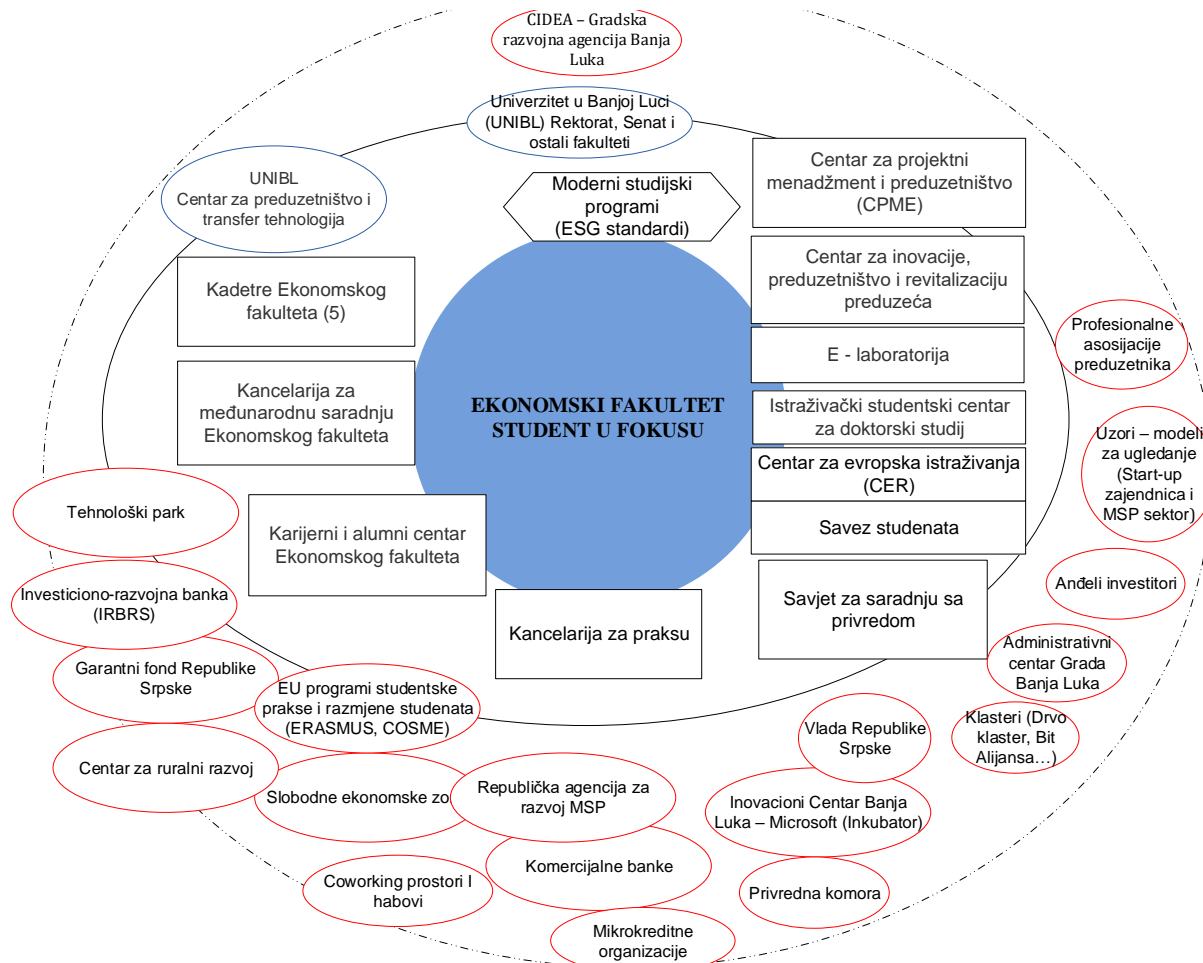 CIDEA – Gradska
razvojna agencija Banja
Luka
Univerzitet u Banjoj Luci
(UNIBL) Rektorat, Senat i
ostali fakulteti
UNIBL
Centar za preduzetništvo i
transfer tehnologija
Moderni studijski
programi
(ESG standardi)
Centar za projektni
menadžment i preduzetništvo
(CPME)
Kadetre Ekonomskog
fakulteta (5)
Centar za inovacije,
preduzetništvo i revitalizaciju
preduzeća
E - laboratorija
Profesionalne
asosijacije
preduzetnika
Kancelarija za
međunarodnu saradnju
Ekonomskog fakulteta
EKONOMSKI FAKULTET
STUDENT U FOKUSU
Istraživački studentski centar
za doktorski studij
Centar za evropska istraživanja
(CER)
Savez studenata
Uzori – modeli
za ugledanje
(Start-up
zajendnica i
MSP sektor)
Tehnološki park
Karijerni i alumni centar
Ekonomskog fakulteta
Investiciono-razvojna banka
(IRBRS)
Kancelarija za praksu
Savjet za saradnju sa
privredom
Anđeli investitori
Administrativni
centar Grada
Banja Luka
Garantni fond Republike
Srpske
EU programi studentske
prakse i razmjene studenata
(ERASMUS, COSME)
Vlada Republike
Srpske
Klasteri (Drvo
klaster, Bit
Alijansa…)
Centar za ruralni razvoj
Slobodne ekonomske zo
Republička agencija za
razvoj MSP
Inovacioni Centar Banja
Luka – Microsoft (Inkubator)
Coworking prostori I
habovi
Komercijalne banke
Privredna komora
Mikrokreditne
organizacije